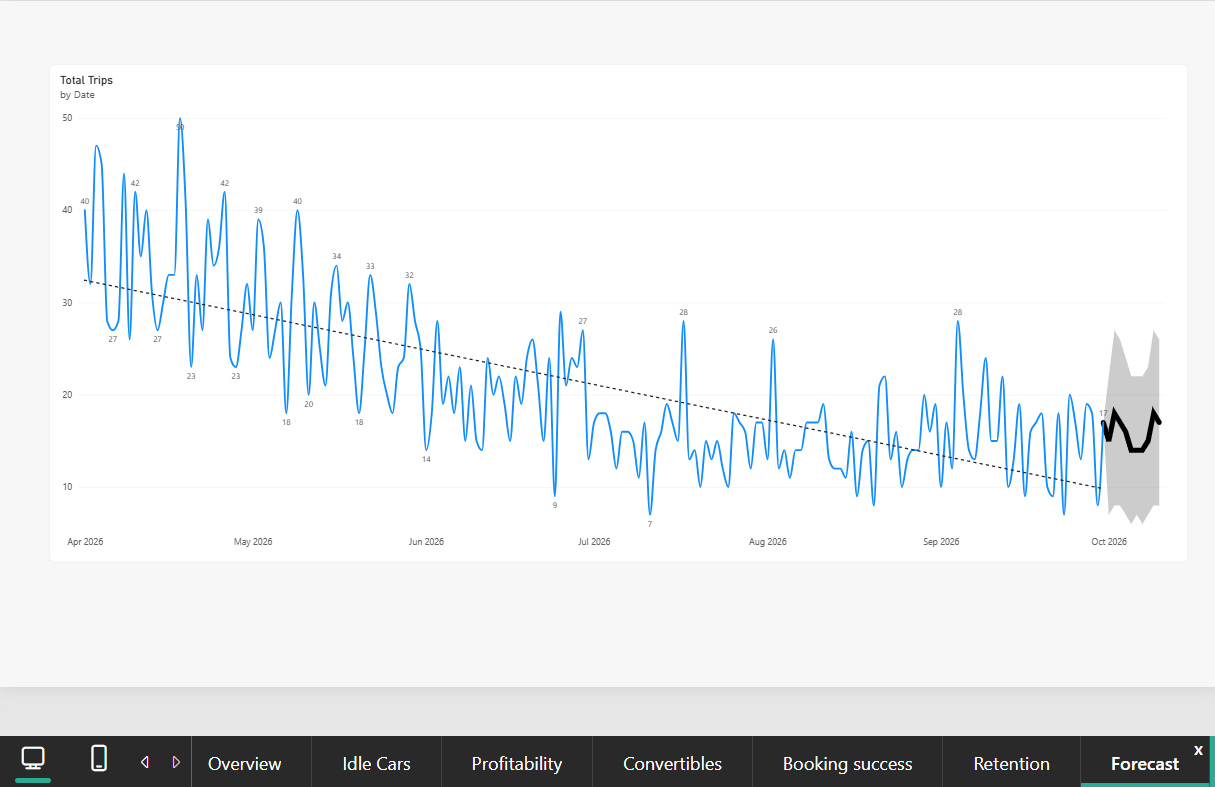 Total Trips
by Date
50
40
30
20
10
40
27
42
27
50
23
42
23
39
18
40
20
34
18
33
32
14
9
27
7
28
26
28
17
Apr 2026
May 2026
Jun 2026
Jul 2026
Aug 2026
Sep 2026
Oct 2026
x
Overview
Idle Cars
Profitability
Convertibles
Booking success
Retention
Forecast